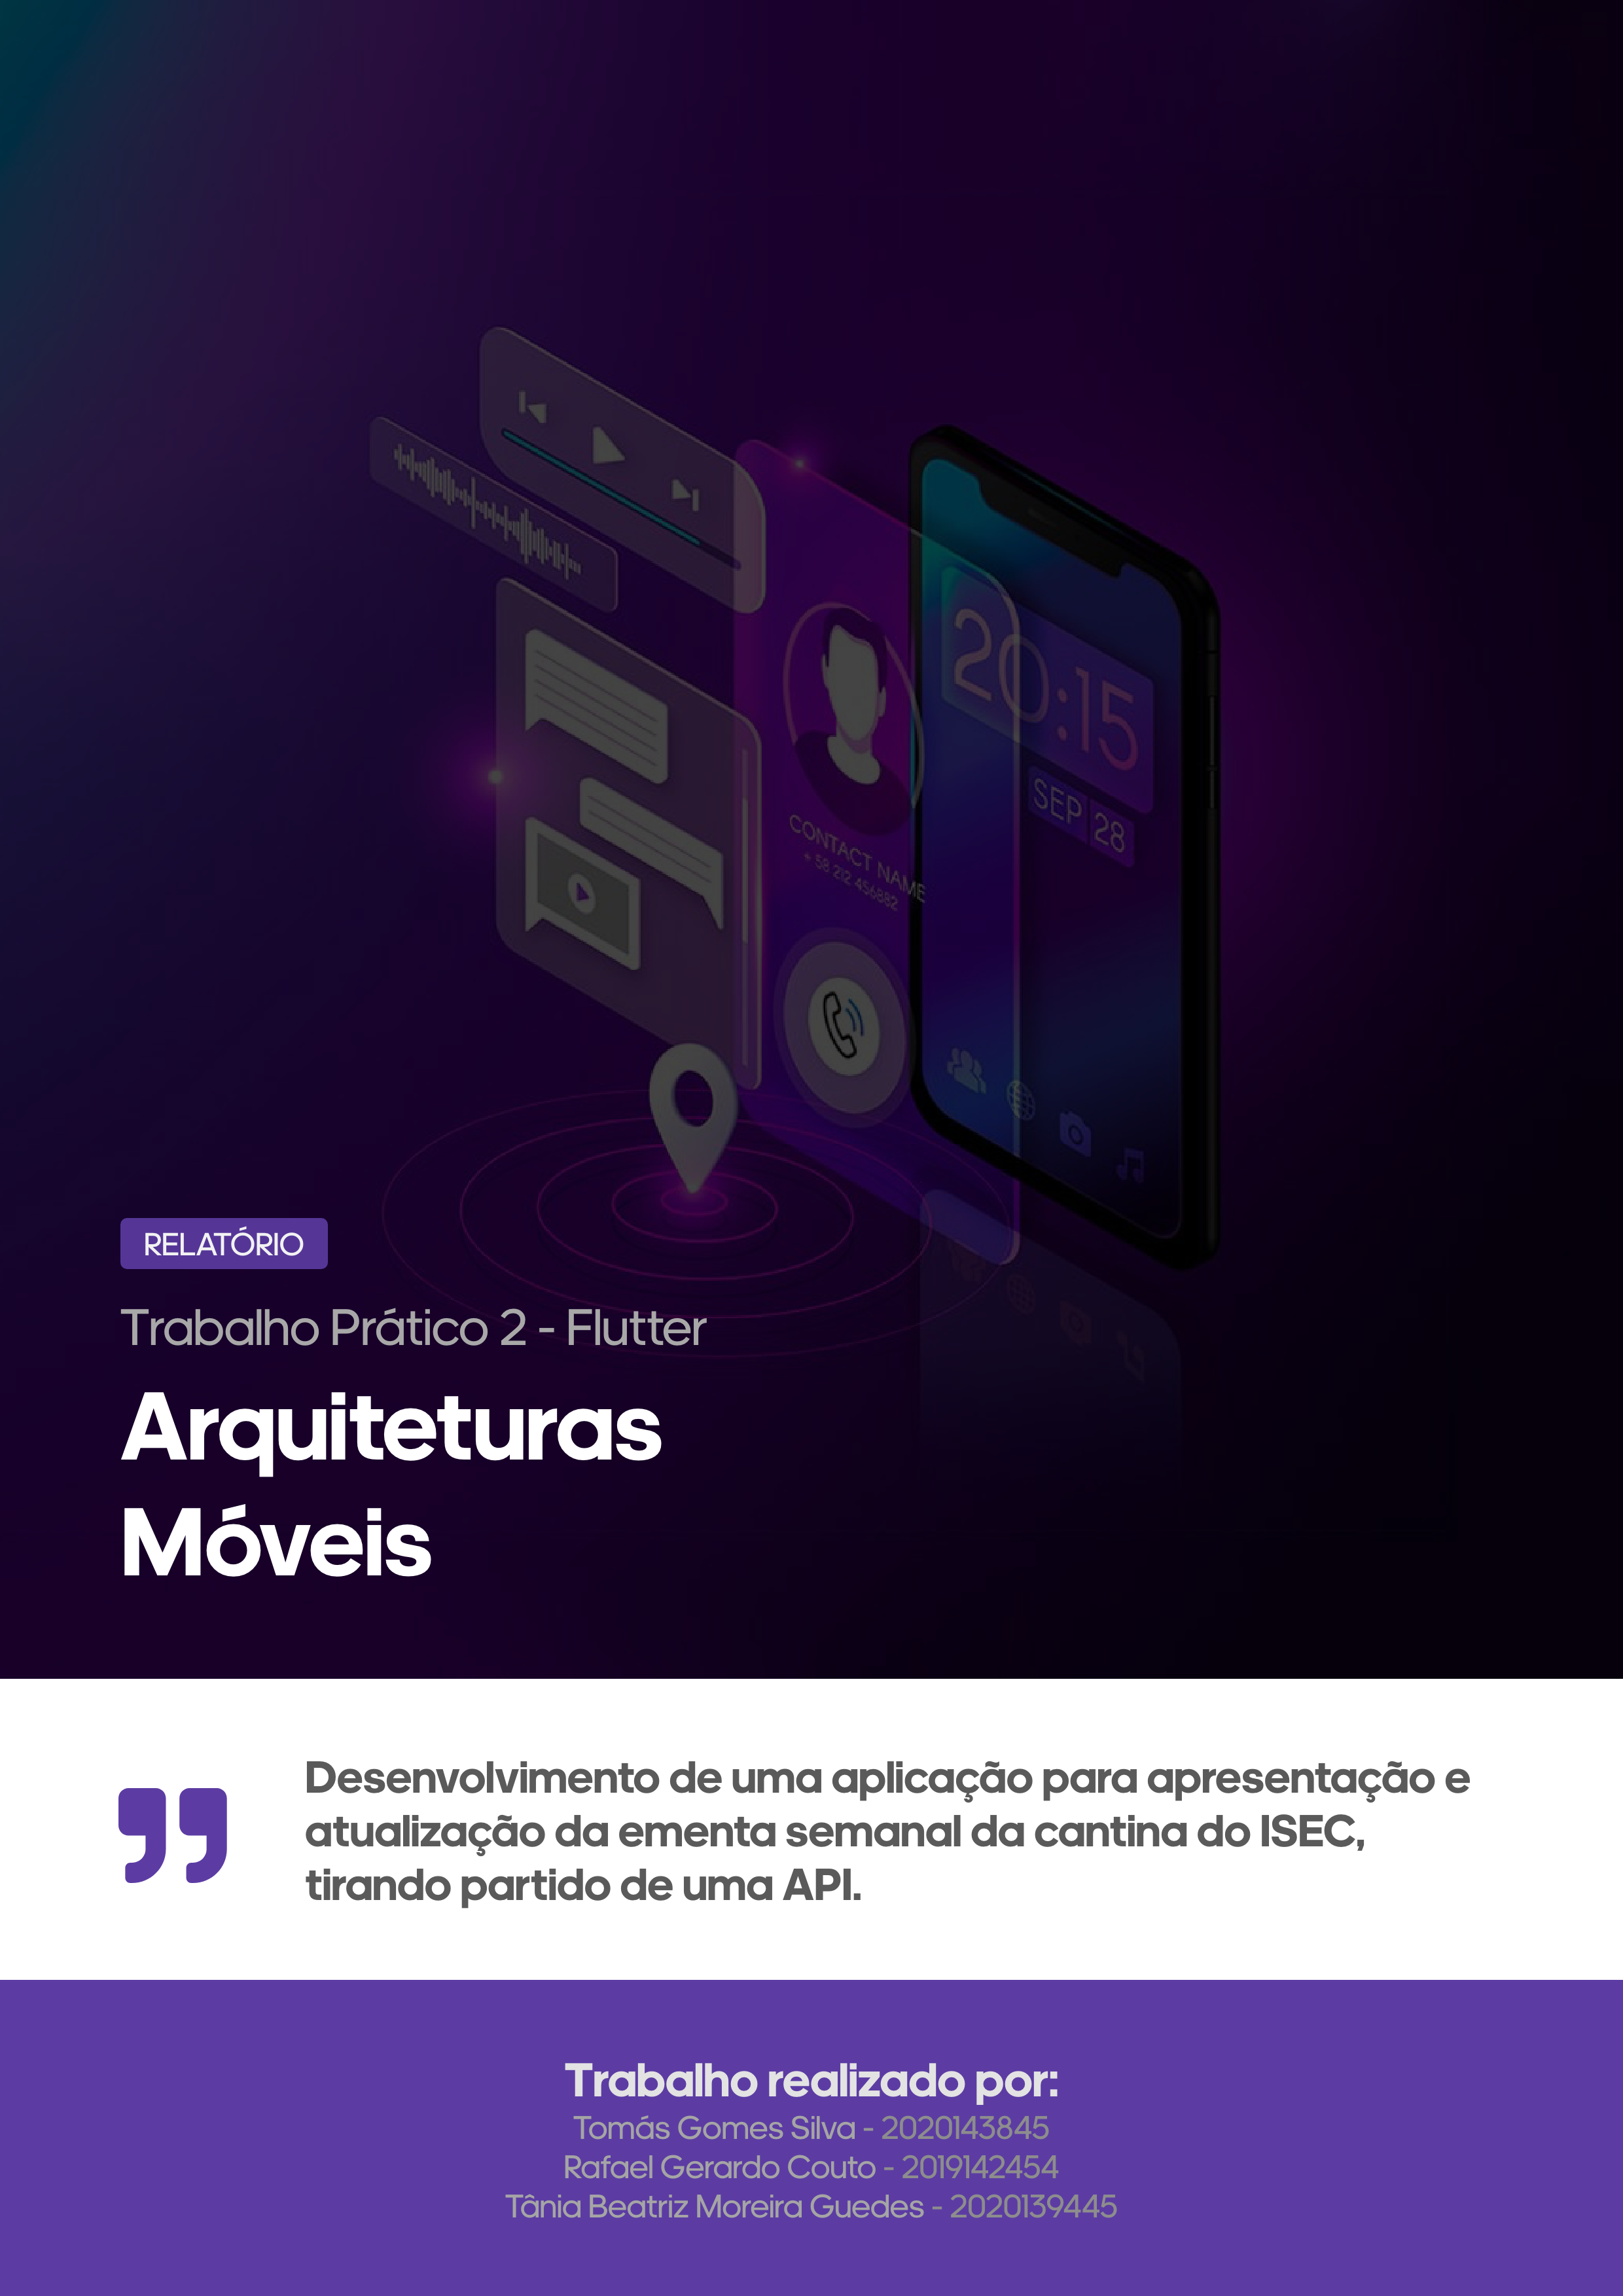 20:15
SEP 28
CONTACT NAME
+ 58 212 456882
RELATÓRIO
Trabalho Prático 2 - Flutter
Arquiteturas
Móveis
Desenvolvimento de uma aplicação para apresentação e
atualização da ementa semanal da cantina do ISEC,
tirando partido de uma API.
Trabalho realizado por:
Tomás Gomes Silva - 2020143845
Rafael Gerardo Couto - 2019142454
Tânia Beatriz Moreira Guedes - 2020139445